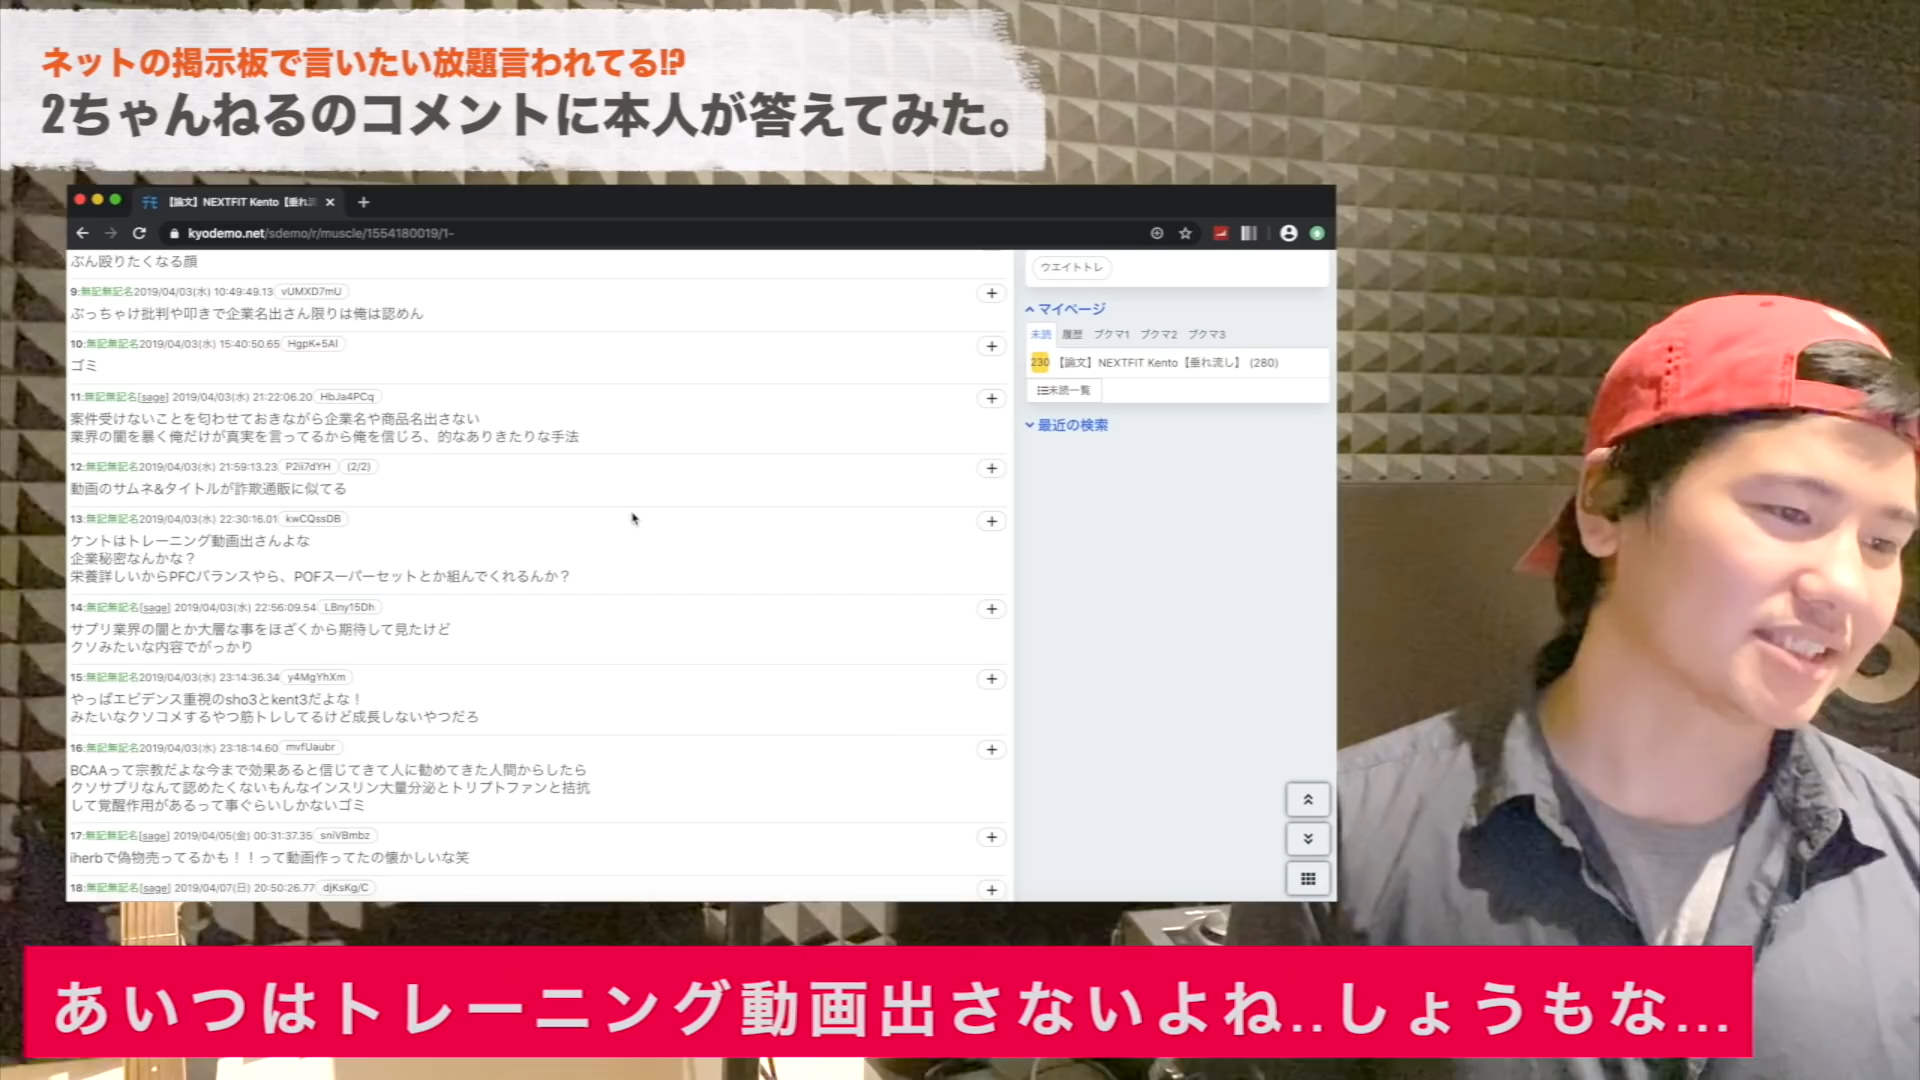 ネットの掲示板で言いたい放題言われてる!?
2ちゃんねるのコメントに本人が答えてみた。
【論文】NEXTFIT Kento【垂れ流
kyodemo.net/sdemo/r/muscle/1554180019/1-
ぶん殴りたくなる顔
9:無記無記名2019/04/03(水) 10:49:49.13 vUMXD7mU
ぶっちゃけ批判や叩きで企業名出さん限りは俺は認めん
10:無記無記名2019/04/03(水) 15:40:50.65 HgpK+5AI
ゴミ
11:無記無記名[sage] 2019/04/03(水) 21:22:06.20 HbJa4PCq
案件受けないことを匂わせておきながら企業名や商品名出さない
業界の闇を暴く俺だけが真実を言ってるから俺を信じろ、的なありきたりな手法
12:無記無記名2019/04/03(水) 21:59:13.23 P2ii7dYH (2/2)
動画のサムネ&タイトルが詐欺通販に似てる
13:無記無記名2019/04/03(水) 22:30:16.01 kwCQssDB
ケントはトレーニング動画出さんよな
企業秘密なんかな？
栄養詳しいからPFCバランスやら、POFスーパーセットとか組んでくれるんか？
14:無記無記名[sage] 2019/04/03(水) 22:56:09.54 LBny15Dh
サプリ業界の闇とか大層な事をほざくから期待して見たけど
クソみたいな内容でがっかり
15:無記無記名2019/04/03(水) 23:14:36.34 y4MgYhXm
やっぱエビデンス重視のsho3とkent3だよな！
みたいなクソコメするやつ筋トレしてるけど成長しないやつだろ
16:無記無記名2019/04/03(水) 23:18:14.60 mvfUaubr
BCAAって宗教だよな今まで効果あると信じてきて人に勧めてきた人間からしたら
クソサプリなんて認めたくないもんなインスリン大量分泌とトリプトファンと拮抗
して覚醒作用があるって事ぐらいしかないゴミ
17:無記無記名[sage] 2019/04/05(金) 00:31:37.35 sniVBmbz
iherbで偽物売ってるかも！！って動画作ってたの懐かしいな笑
18:無記無記名[sage] 2019/04/07(日) 20:50:26.77 djKsKg/C
ウエイトトレ
マイページ
未読 履歴 ブクマ1 ブクマ2 ブクマ3
230 【論文】NEXTFIT Kento【垂れ流し】 (280)
未読一覧
最近の検索
あいつはトレーニング動画出さないよね..しょうもな...